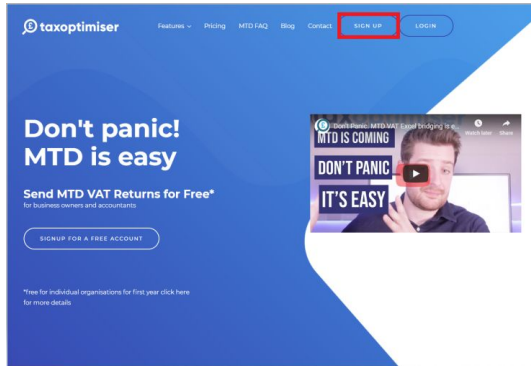 taxoptimiser
Features Pricing MTD FAQ Blog Contact SIGN UP LOGIN
Don't panic!
MTD is easy
Send MTD VAT Returns for Free*
for business owners and accountants
SIGNUP FOR A FREE ACCOUNT
*free for individual organisations for first year click here
for more details
Don't Panic. MTD VAT Excel bridging is e...
Watch later Share
MTD IS COMING
DON'T PANIC
IT'S EASY